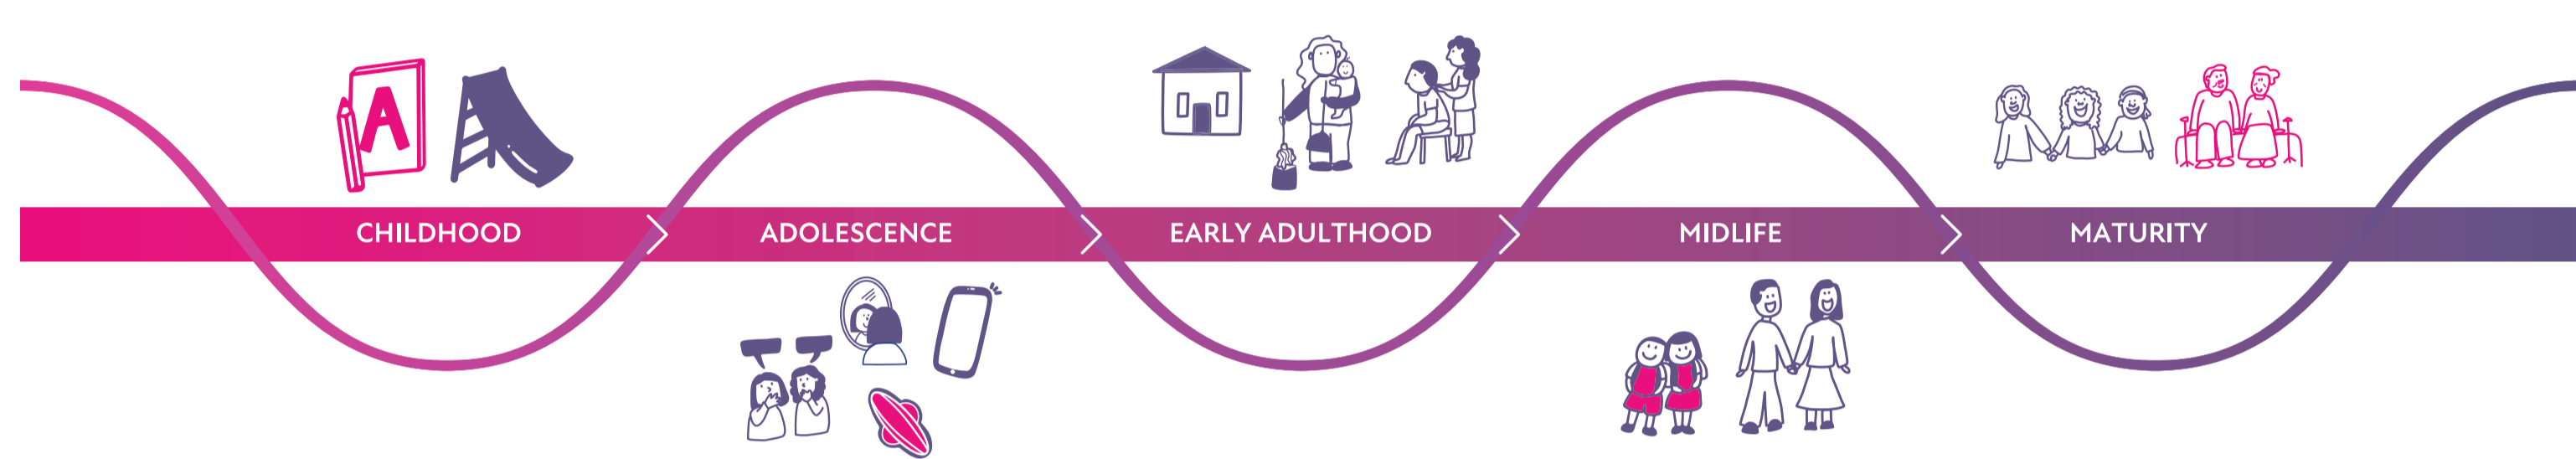 A
CHILDHOOD
ADOLESCENCE
EARLY ADULTHOOD
MIDLIFE
MATURITY